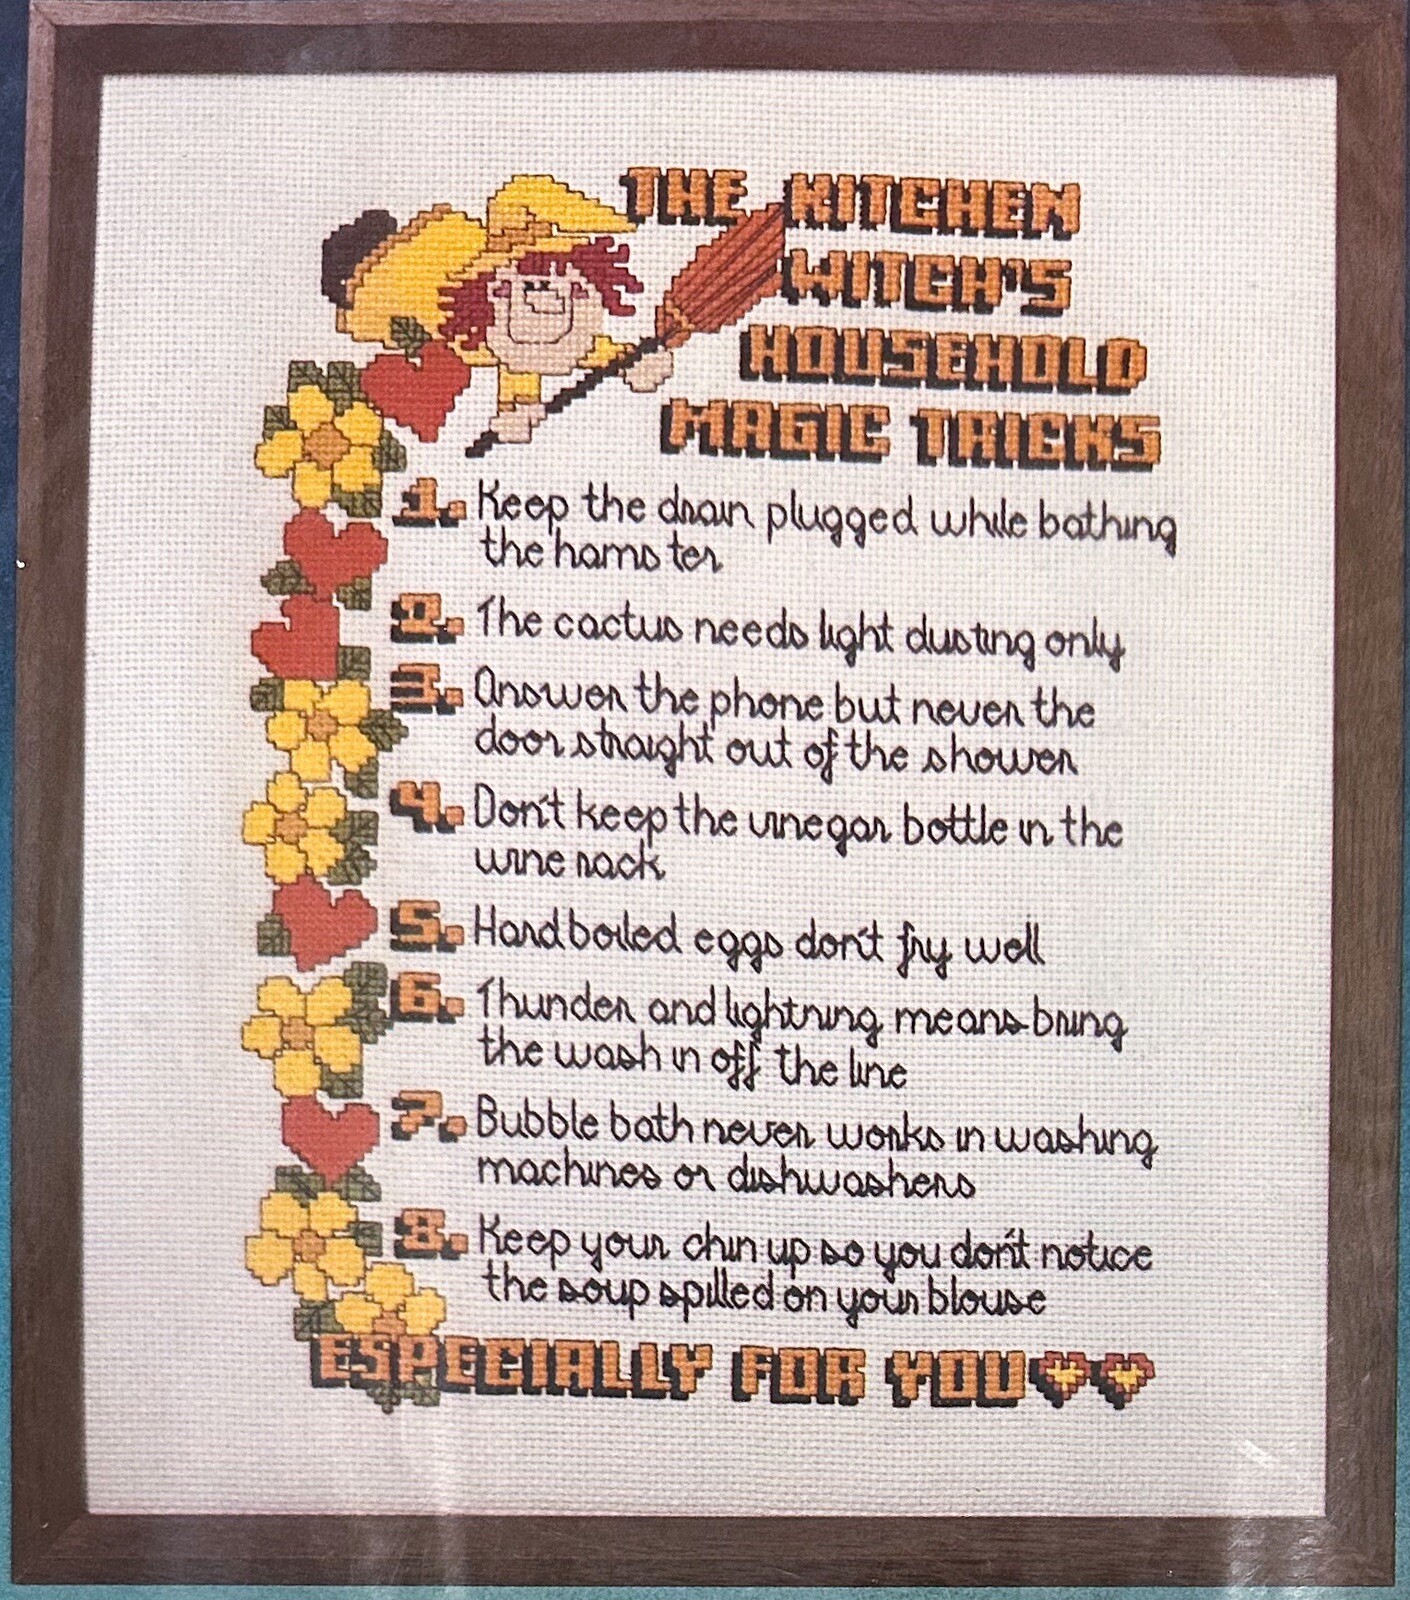 THE KITCHEN
WITCH'S
HOUSEHOLD
MAGIC TRICKS
1. Keep the drain plugged while bathing
the hamster
2. The cactus needs light dusting only
3. Answer the phone but never the
door straight out of the shower
4. Don't keep the vinegar bottle in the
wine rack
5. Hard boiled eggs don't fry well
6. Thunder and lightning means bring
the wash in off the line
7. Bubble bath never works in washing
machines or dishwashers
8. Keep your chin up so you don't notice
the soup spilled on your blouse
ESPECIALLY FOR YOU